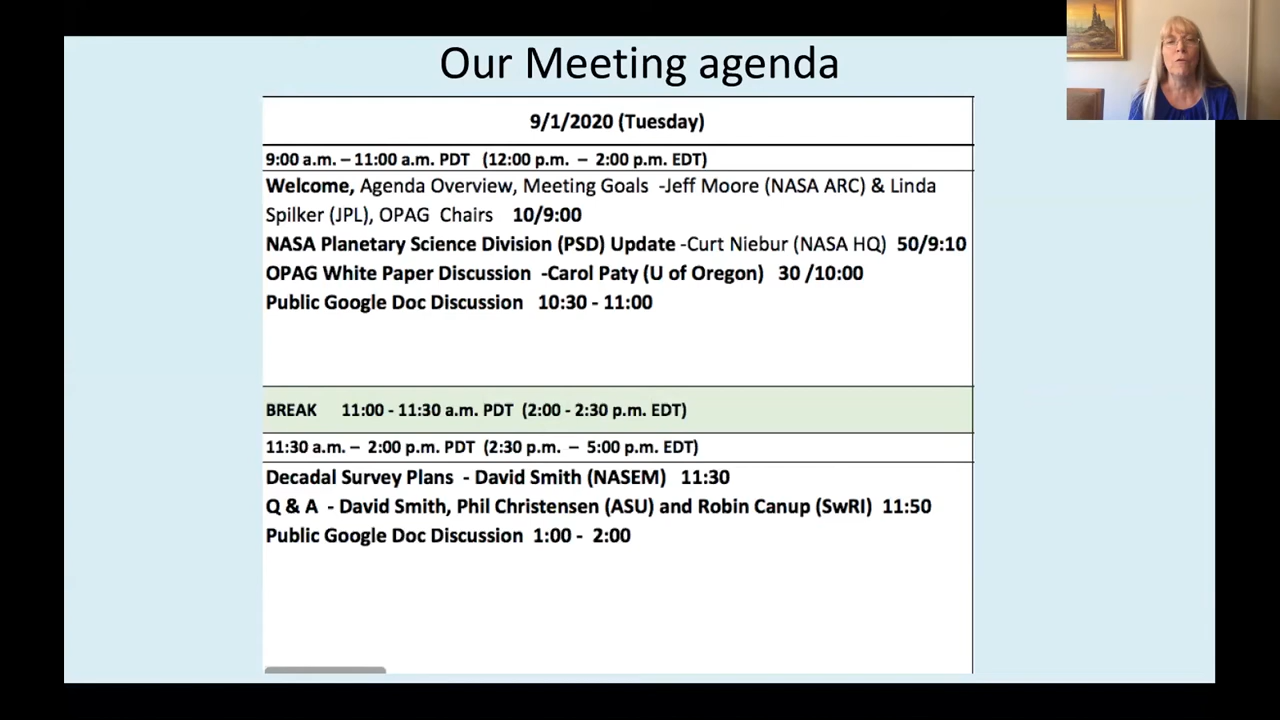 Our Meeting agenda
9/1/2020 (Tuesday)
9:00 a.m. – 11:00 a.m. PDT (12:00 p.m. – 2:00 p.m. EDT)
Welcome, Agenda Overview, Meeting Goals -Jeff Moore (NASA ARC) & Linda
Spilker (JPL), OPAG Chairs 10/9:00
NASA Planetary Science Division (PSD) Update -Curt Niebur (NASA HQ) 50/9:10
OPAG White Paper Discussion -Carol Paty (U of Oregon) 30 /10:00
Public Google Doc Discussion 10:30 - 11:00
BREAK 11:00 - 11:30 a.m. PDT (2:00 - 2:30 p.m. EDT)
11:30 a.m. – 2:00 p.m. PDT (2:30 p.m. – 5:00 p.m. EDT)
Decadal Survey Plans - David Smith (NASEM) 11:30
Q & A - David Smith, Phil Christensen (ASU) and Robin Canup (SwRI) 11:50
Public Google Doc Discussion 1:00 - 2:00